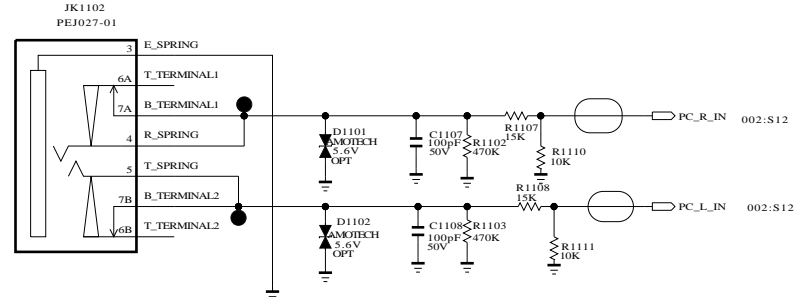 JK1102
PEJ027-01
3
E_SPRING
6A
T_TERMINAL1
7A
B_TERMINAL1
4
R_SPRING
5
T_SPRING
7B
B_TERMINAL2
6B
T_TERMINAL2
D1101
AMOTECH
5.6V
OPT
C1107
100pF
50V
R1102
470K
R1107
15K
R1110
10K
PC_R_IN
002:S12
D1102
AMOTECH
5.6V
OPT
C1108
100pF
50V
R1103
470K
R1108
15K
R1111
10K
PC_L_IN
002:S12